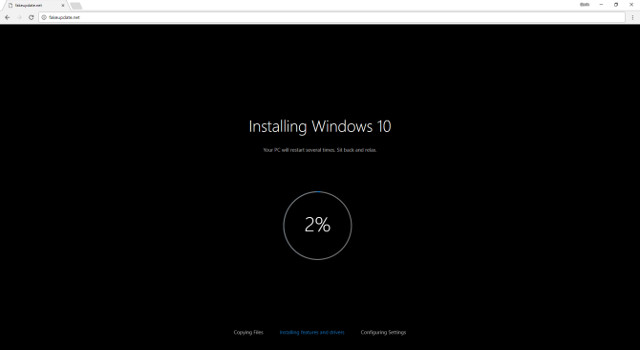 fakeupdate.net
fakeupdate.net
Installing Windows 10
Your PC will restart several times. Sit back and relax.
2%
Copying Files
Installing features and drivers
Configuring Settings